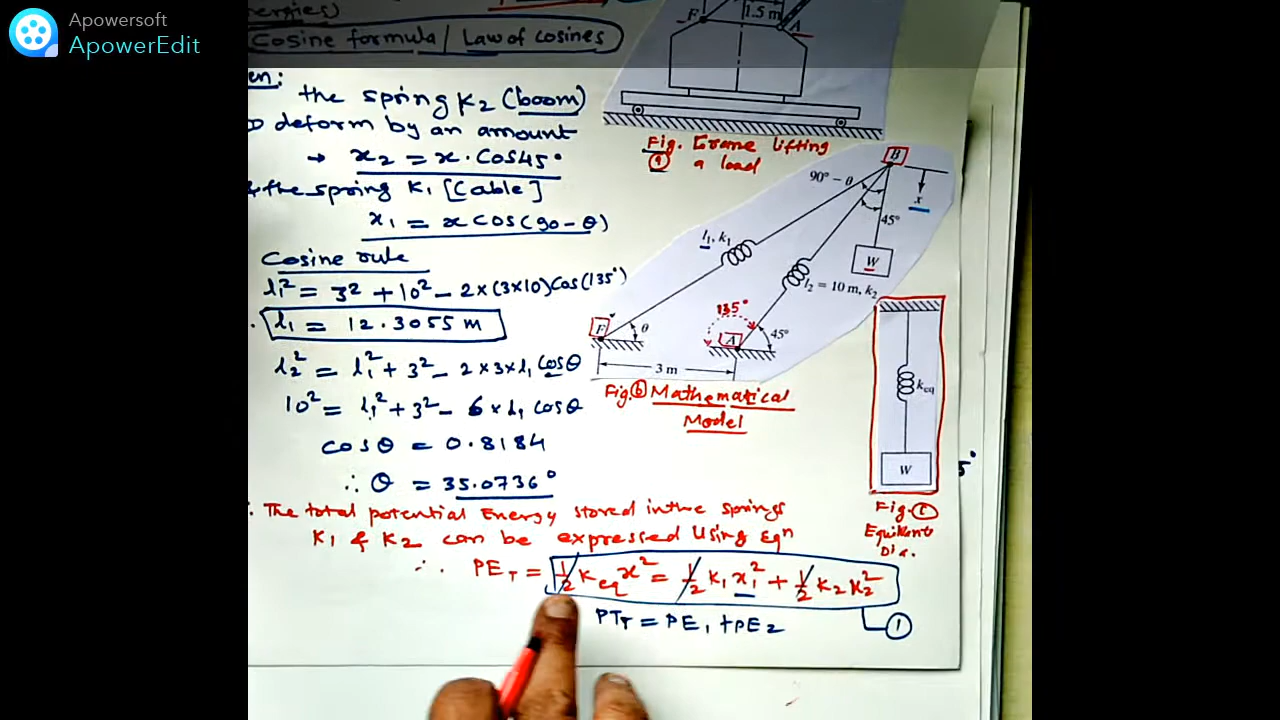 Apowersoft
ApowerEdit
nergies)
Cosine formula / Law of cosines
en:
the spring K2 (boom)
deform by an amount
→ x2 = x · Cos45°
the spring K1 [Cable]
x1 = x cos(90 - θ)
Cosine rule
l1² = 3² + 10² - 2×(3×10) Cos(135°)
l1 = 12.3055 m
l2² = l1² + 3² - 2×3×l1 cosθ
10² = l1² + 3² - 6×l1 cosθ
cosθ = 0.8184
∴ θ = 35.0736°
: The total potential Energy stored in the springs
K1 & K2 can be expressed Using Eqn
∴ PET = ½ Keq x² = ½ K1 x1² + ½ K2 x2²
PTT = PE1 + PE2
1
F
1.5 m
A
Fig. Crame lifting
a a load
B
90° − θ
x
45°
l1, k1
W
l2 = 10 m, k2
135°
F
θ
A
45°
3 m
Fig. b Mathematical
Model
keq
W
5°
Fig. c
Dia.